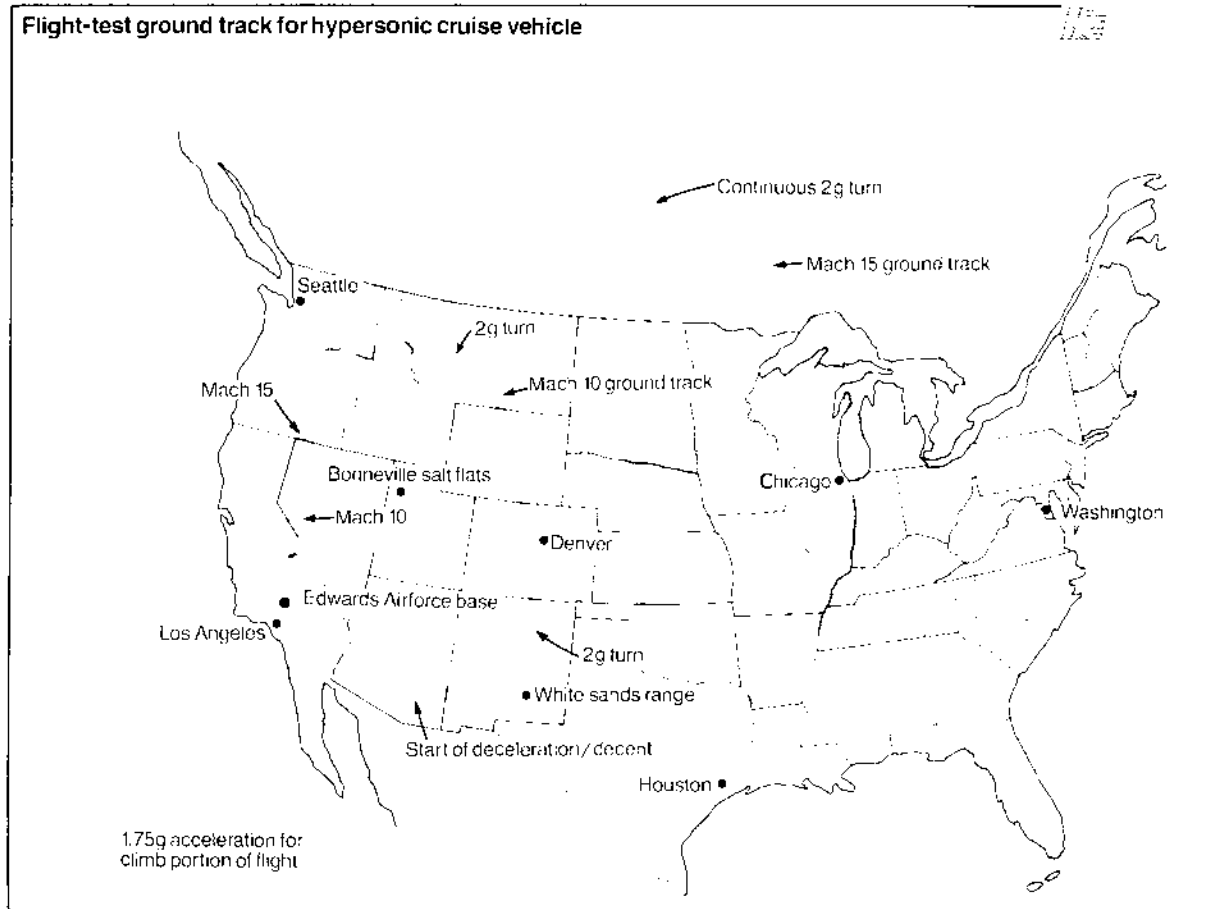 Flight-test ground track for hypersonic cruise vehicle
Continuous 2g turn
Mach 15 ground track
Seattle
2g turn
Mach 10 ground track
Mach 15
Bonneville salt flats
Chicago
Mach 10
Washington
Denver
Edwards Airforce base
Los Angeles
2g turn
White sands range
Start of deceleration/decent
Houston
1.75g acceleration for
climb portion of flight